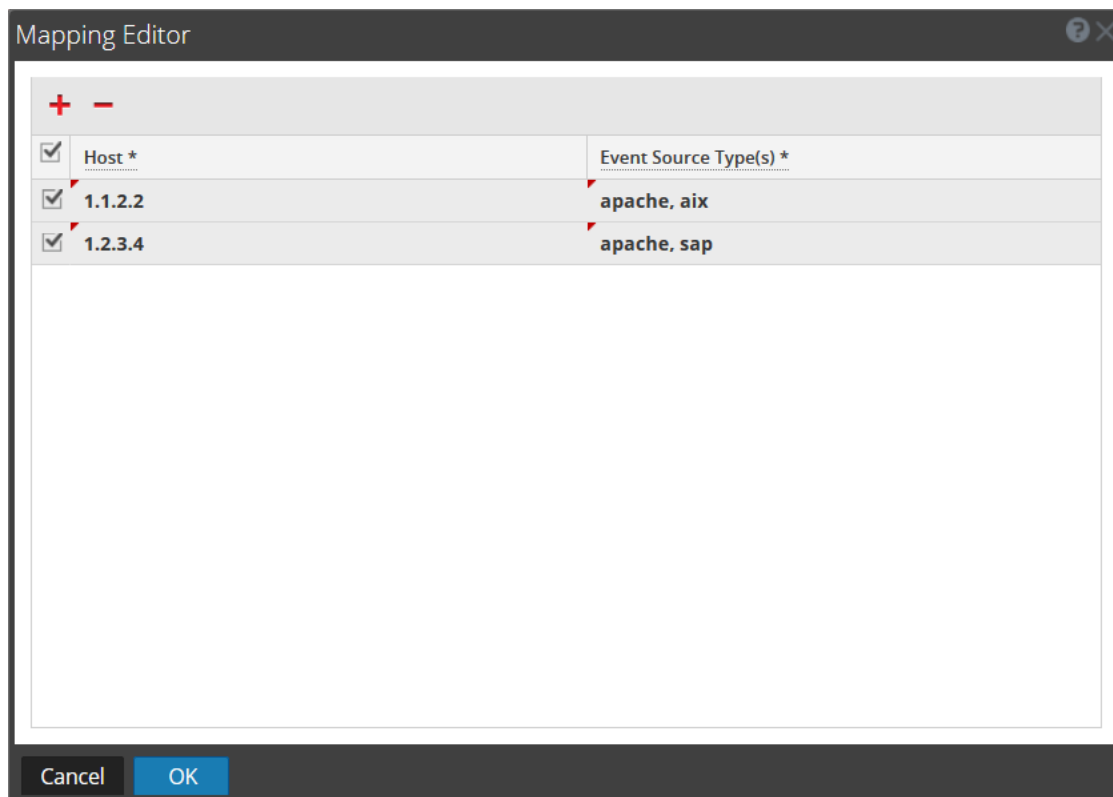 Mapping Editor
Host * Event Source Type(s) *
1.1.2.2 apache, aix
1.2.3.4 apache, sap
Cancel OK